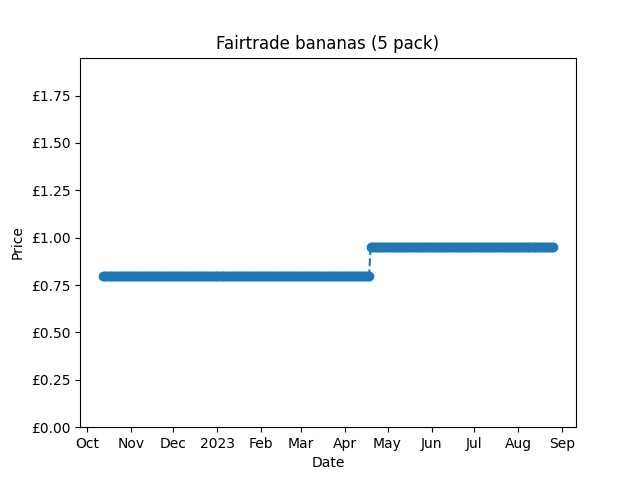 Fairtrade bananas (5 pack)
£1.75
£1.50
£1.25
£1.00
£0.75
£0.50
£0.25
£0.00
Price
Oct Nov Dec 2023 Feb Mar Apr May Jun Jul Aug Sep
Date